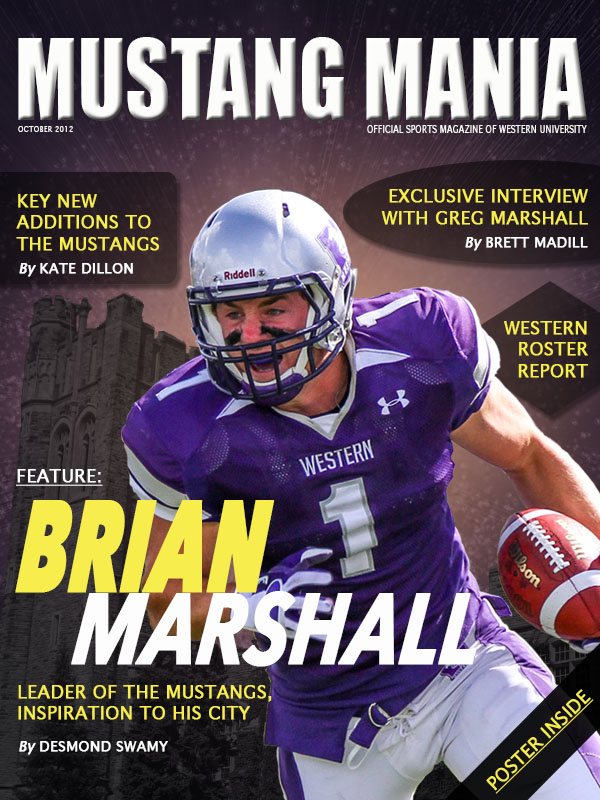 MUSTANG MANIA
OCTOBER 2012
OFFICIAL SPORTS MAGAZINE OF WESTERN UNIVERSITY
KEY NEW
ADDITIONS TO
THE MUSTANGS
By KATE DILLON
EXCLUSIVE INTERVIEW
WITH GREG MARSHALL
By BRETT MADILL
Riddell
WESTERN
ROSTER
REPORT
1
1
WESTERN
1
Wilson
FEATURE:
BRIAN
MARSHALL
LEADER OF THE MUSTANGS,
INSPIRATION TO HIS CITY
By DESMOND SWAMY
POSTER INSIDE